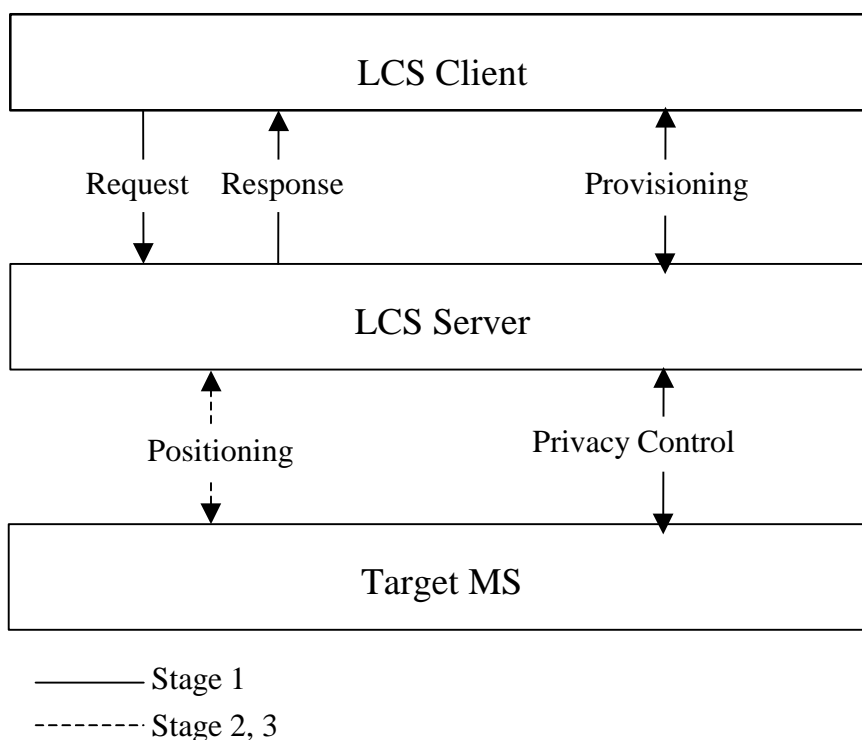 LCS Client
Request
Response
Provisioning
LCS Server
Positioning
Privacy Control
Target MS
Stage 1
Stage 2, 3